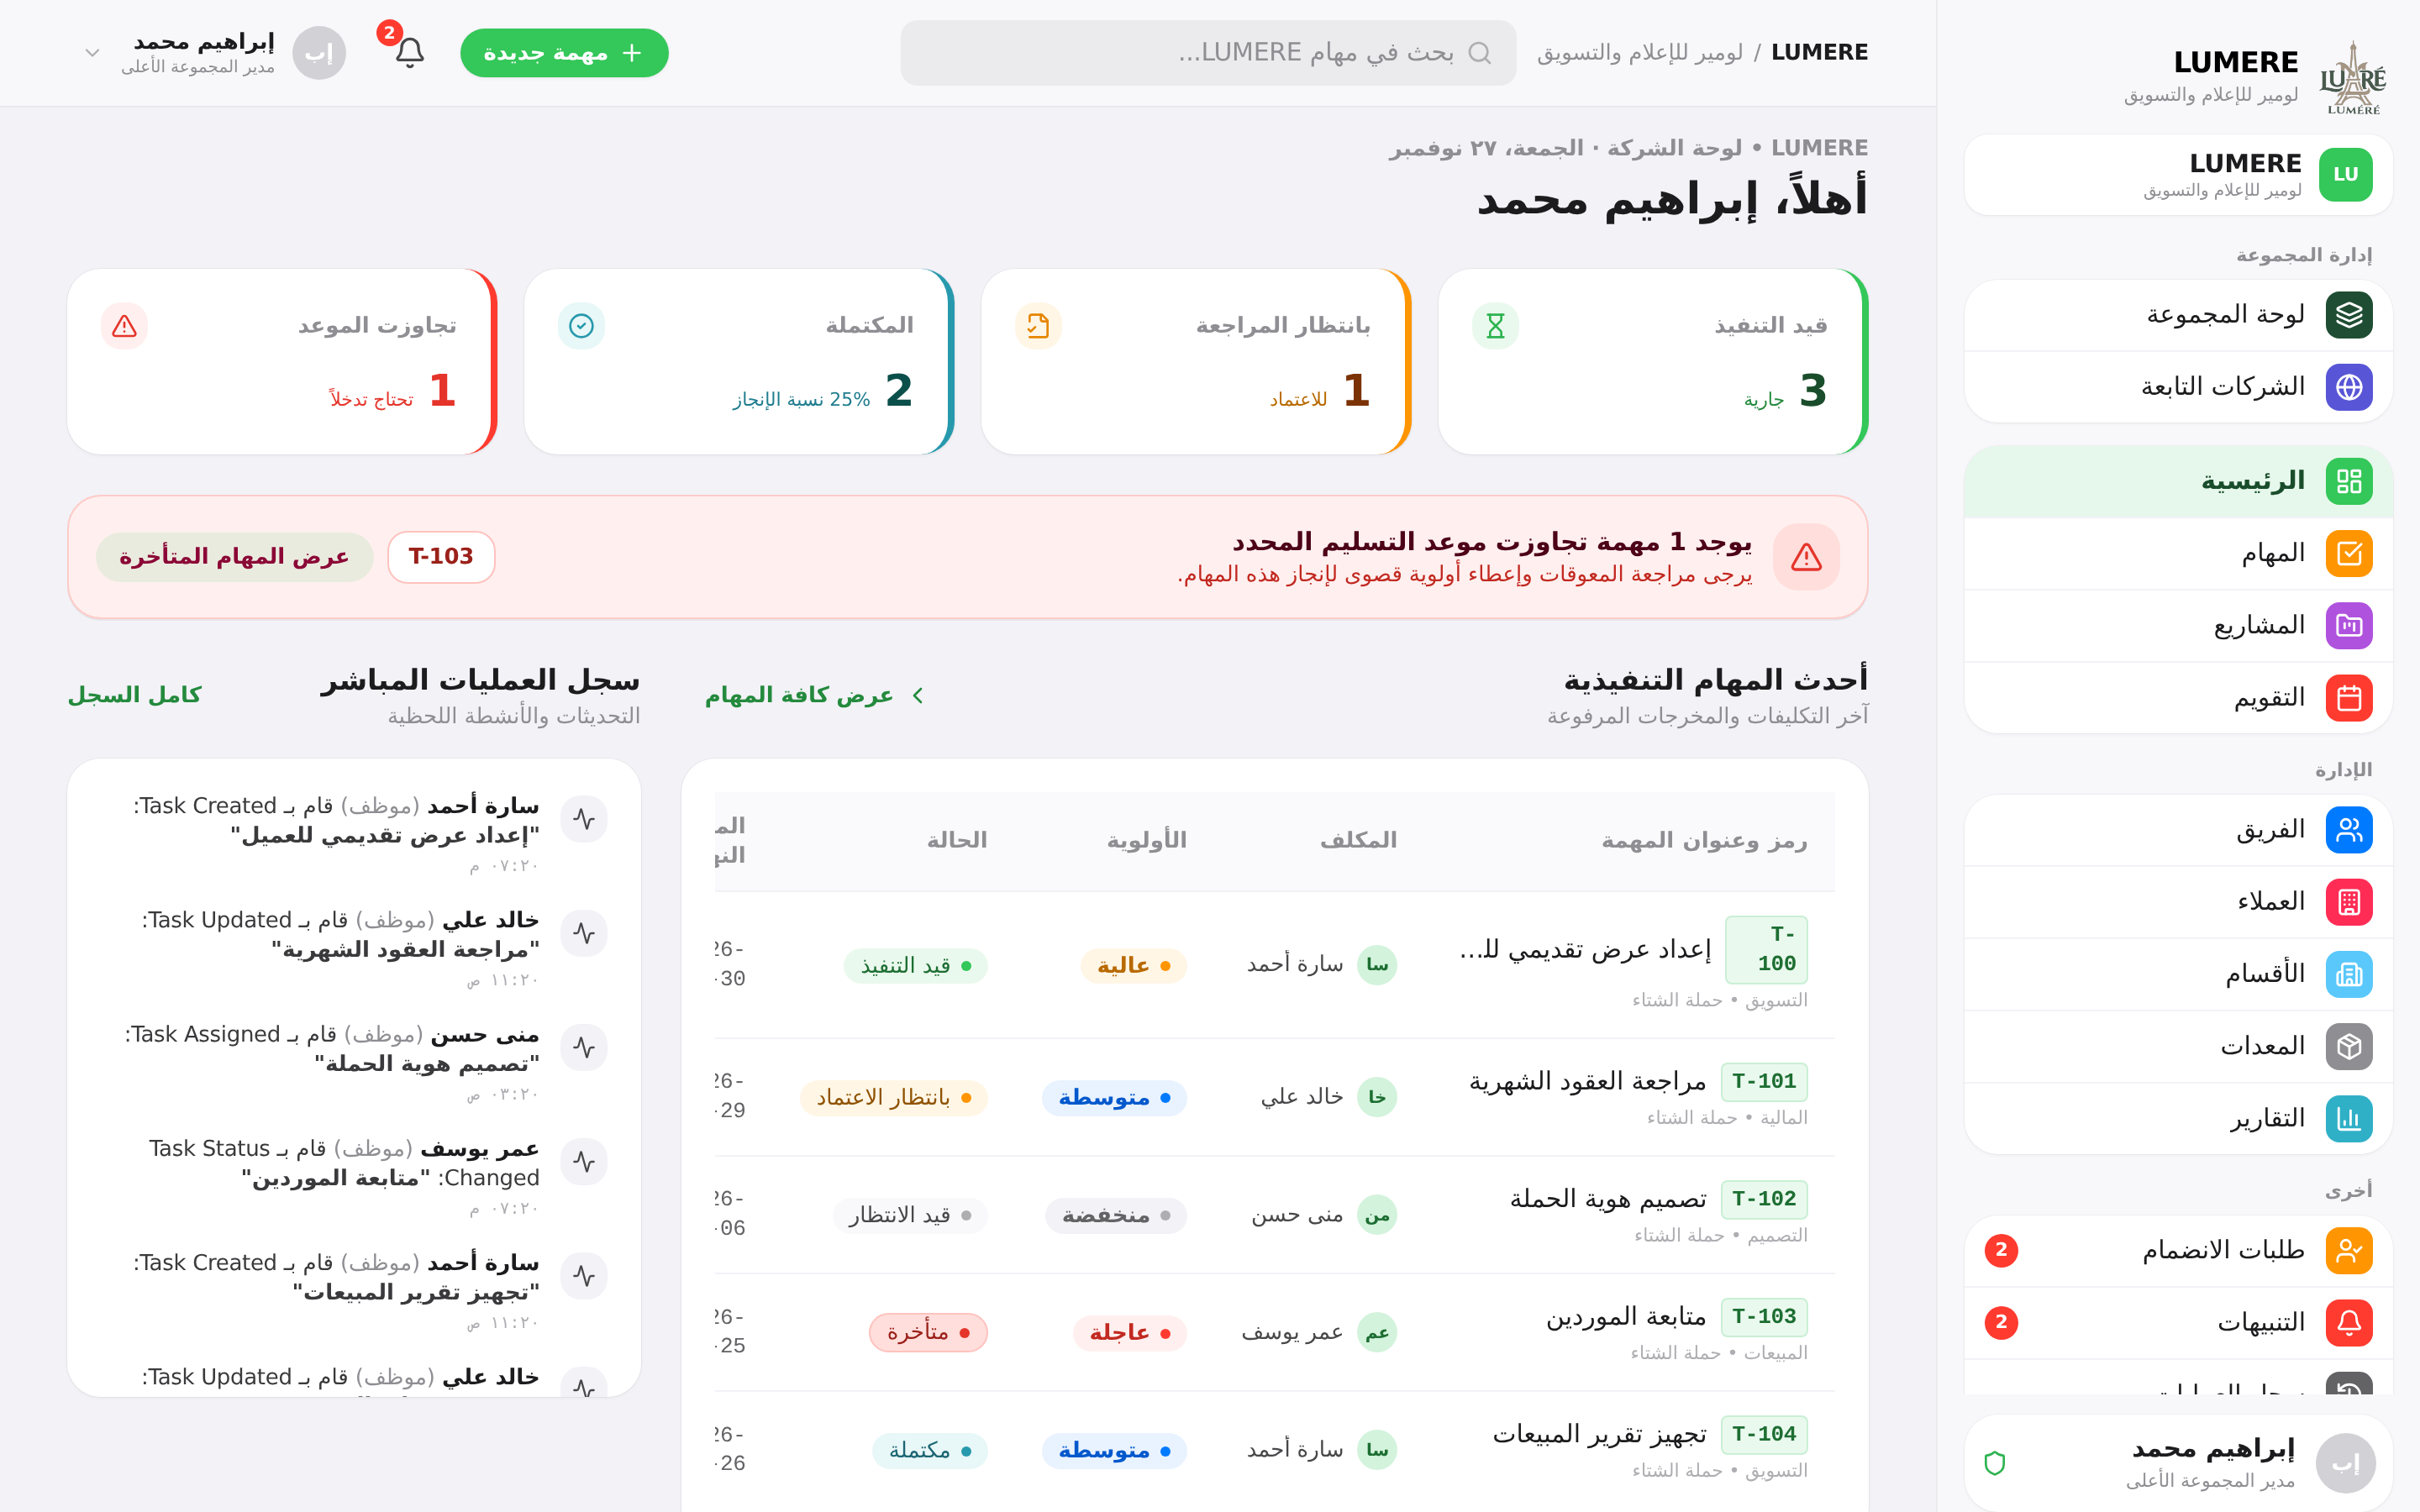 LUMERE
لومير للإعلام والتسويق
LUMÉRÉ
LU
LUMERE
لومير للإعلام والتسويق
إدارة المجموعة
لوحة المجموعة
الشركات التابعة
الرئيسية
المهام
المشاريع
التقويم
الإدارة
الفريق
العملاء
الأقسام
المعدات
التقارير
أخرى
طلبات الانضمام 2
التنبيهات 2
إب
إبراهيم محمد
مدير المجموعة الأعلى
LUMERE / لومير للإعلام والتسويق
بحث في مهام LUMERE...
مهمة جديدة
2
إب
إبراهيم محمد
مدير المجموعة الأعلى
LUMERE • لوحة الشركة · الجمعة، ٢٧ نوفمبر
أهلاً، إبراهيم محمد
قيد التنفيذ
3 جارية
بانتظار المراجعة
1 للاعتماد
المكتملة
2 25% نسبة الإنجاز
تجاوزت الموعد
1 تحتاج تدخلاً
يوجد 1 مهمة تجاوزت موعد التسليم المحدد
يرجى مراجعة المعوقات وإعطاء أولوية قصوى لإنجاز هذه المهام.
T-103
عرض المهام المتأخرة
أحدث المهام التنفيذية
آخر التكليفات والمخرجات المرفوعة
عرض كافة المهام
رمز وعنوان المهمة المكلف الأولوية الحالة
T-100 إعداد عرض تقديمي للـ... سا سارة أحمد عالية قيد التنفيذ
التسويق • حملة الشتاء
T-101 مراجعة العقود الشهرية خا خالد علي متوسطة بانتظار الاعتماد
المالية • حملة الشتاء
T-102 تصميم هوية الحملة من منى حسن منخفضة قيد الانتظار
التصميم • حملة الشتاء
T-103 متابعة الموردين عم عمر يوسف عاجلة متأخرة
المبيعات • حملة الشتاء
T-104 تجهيز تقرير المبيعات سا سارة أحمد متوسطة مكتملة
التسويق • حملة الشتاء
سجل العمليات المباشر
التحديثات والأنشطة اللحظية
كامل السجل
سارة أحمد (موظف) قام بـ Task Created:
"إعداد عرض تقديمي للعميل"
٠٧:٢٠ م
خالد علي (موظف) قام بـ Task Updated:
"مراجعة العقود الشهرية"
١١:٢٠ ص
منى حسن (موظف) قام بـ Task Assigned:
"تصميم هوية الحملة"
٠٣:٢٠ ص
عمر يوسف (موظف) قام بـ Task Status
Changed: "متابعة الموردين"
٠٧:٢٠ م
سارة أحمد (موظف) قام بـ Task Created:
"تجهيز تقرير المبيعات"
١١:٢٠ ص
خالد علي (موظف) قام بـ Task Updated: